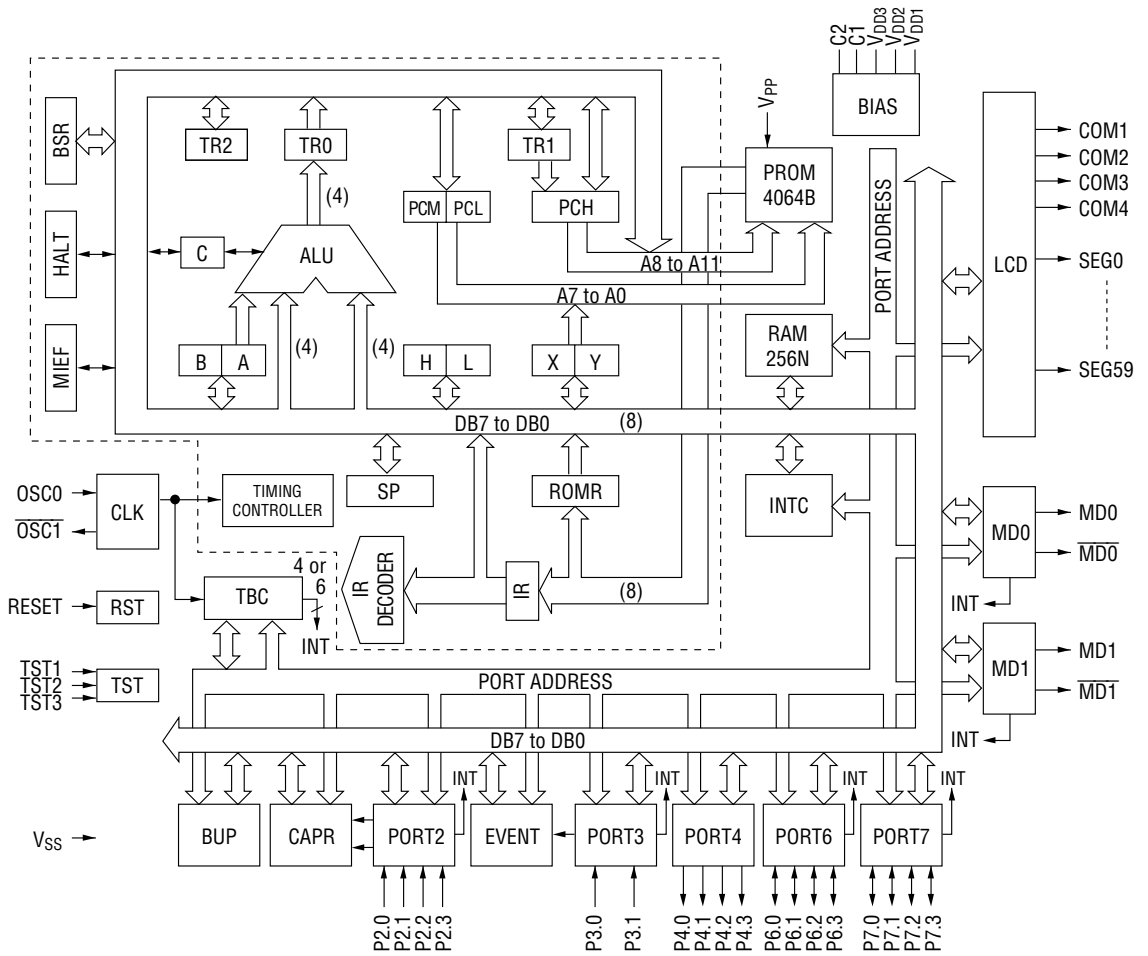 C2
C1
VDD3
VDD2
VDD1
BIAS
VPP
BSR
TR2
TR0
TR1
PROM
4064B
LCD
COM1
COM2
COM3
COM4
(4)
PCM
PCL
PCH
PORT ADDRESS
HALT
C
ALU
A8 to A11
SEG0
A7 to A0
MIEF
B
A
(4)
(4)
H
L
X
Y
RAM
256N
SEG59
DB7 to DB0
(8)
SP
ROMR
INTC
OSC0
OSC1
CLK
TIMING
CONTROLLER
MD0
MD0
MD0
INT
4 or
6
IR
DECODER
IR
(8)
RESET
RST
TBC
INT
MD1
MD1
MD1
INT
TST1
TST2
TST3
TST
PORT ADDRESS
DB7 to DB0
INT
INT
INT
INT
VSS
BUP
CAPR
PORT2
EVENT
PORT3
PORT4
PORT6
PORT7
P2.0
P2.1
P2.2
P2.3
P3.0
P3.1
P4.0
P4.1
P4.2
P4.3
P6.0
P6.1
P6.2
P6.3
P7.0
P7.1
P7.2
P7.3